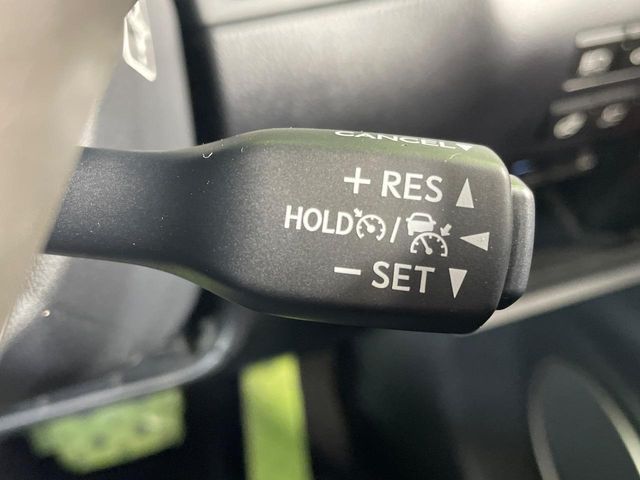 CANCEL
+ RES
HOLD /
− SET